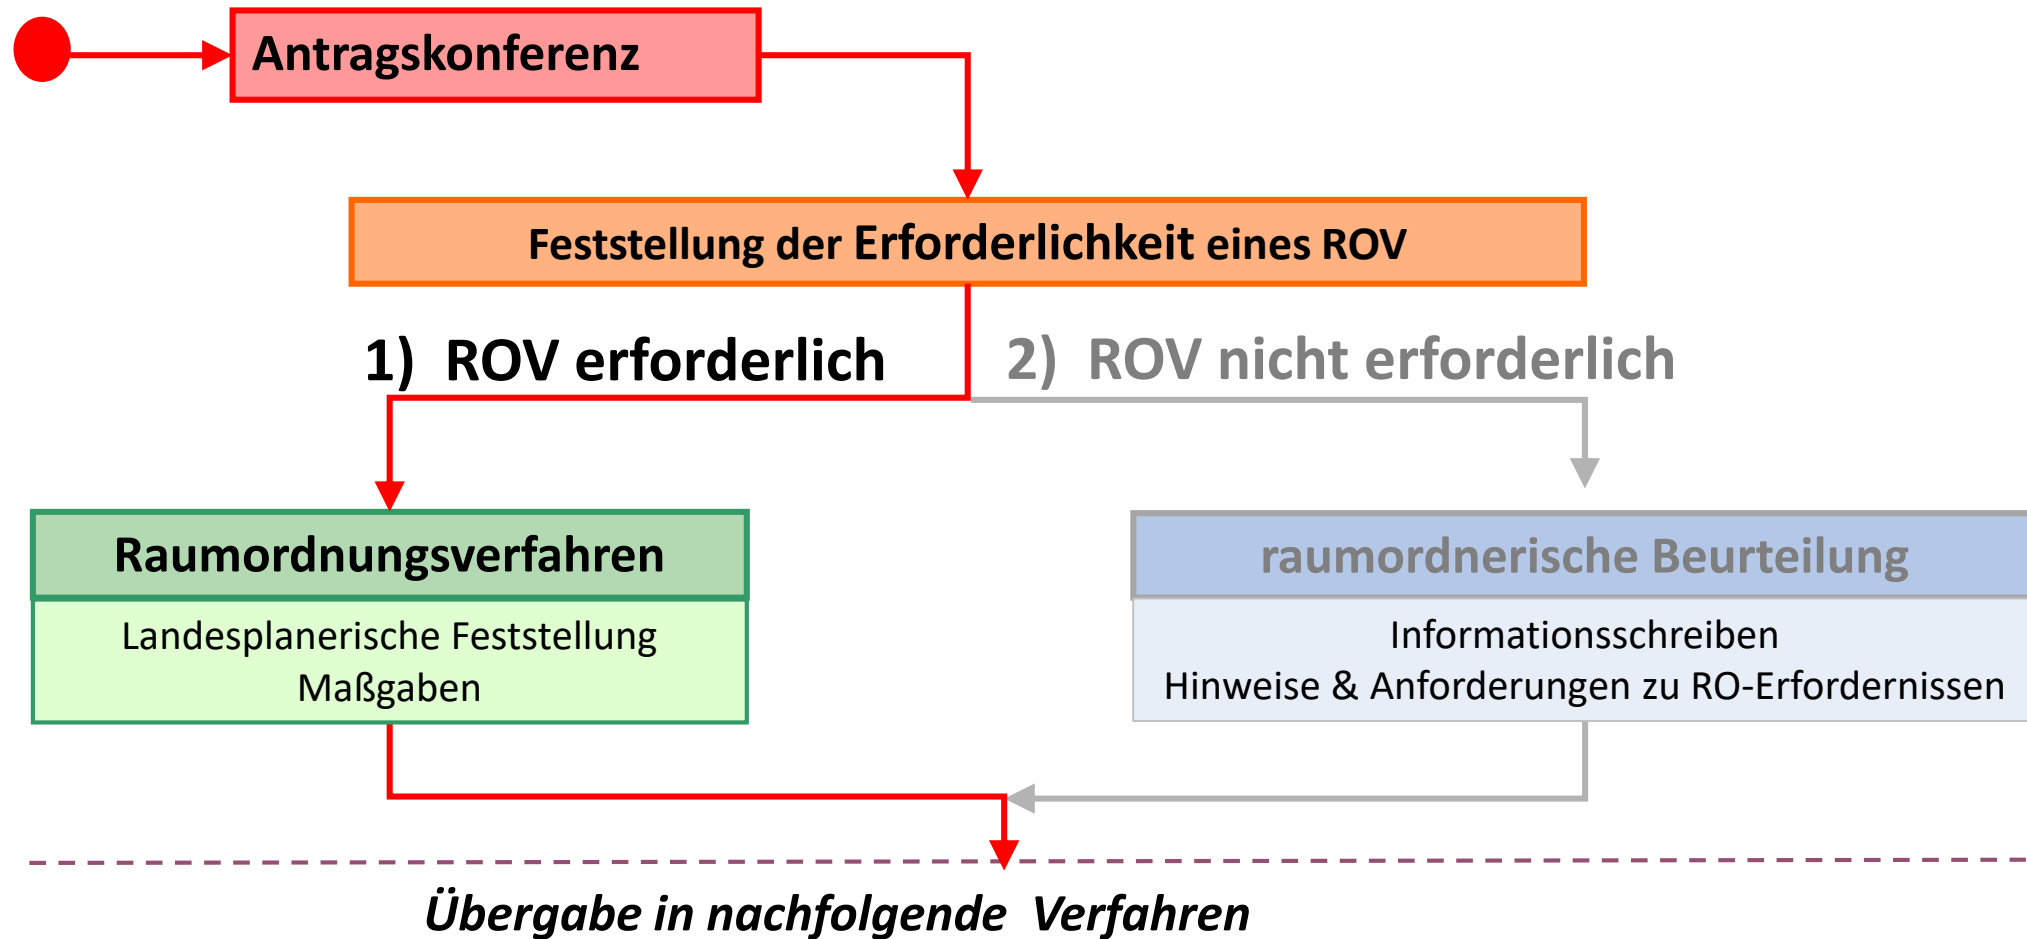 Antragskonferenz
Feststellung der Erforderlichkeit eines ROV
1) ROV erforderlich
2) ROV nicht erforderlich
Raumordnungsverfahren
Landesplanerische Feststellung
Maßgaben
raumordnerische Beurteilung
Informationsschreiben
Hinweise & Anforderungen zu RO-Erfordernissen
Übergabe in nachfolgende Verfahren